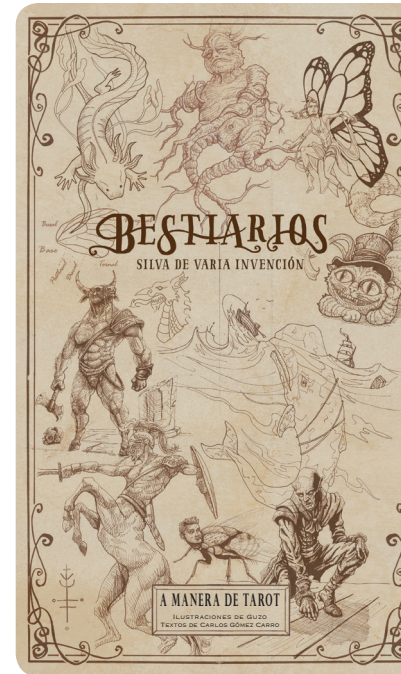 BESTIARIOS
SILVA DE VARIA INVENCIÓN
A MANERA DE TAROT
ILUSTRACIONES DE GUZO
TEXTOS DE CARLOS GÓMEZ CARRO